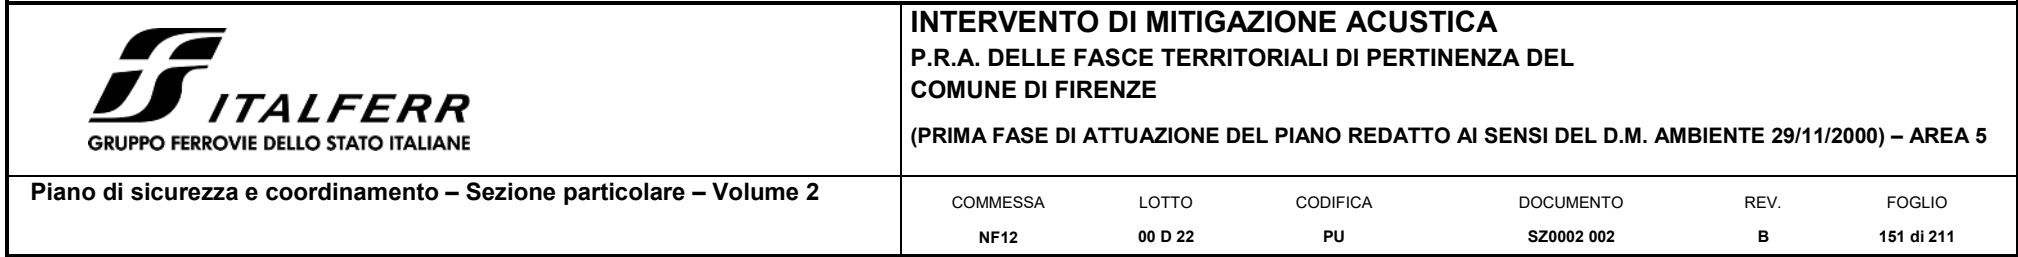 ITALFERR
GRUPPO FERROVIE DELLO STATO ITALIANE
INTERVENTO DI MITIGAZIONE ACUSTICA
P.R.A. DELLE FASCE TERRITORIALI DI PERTINENZA DEL
COMUNE DI FIRENZE
(PRIMA FASE DI ATTUAZIONE DEL PIANO REDATTO AI SENSI DEL D.M. AMBIENTE 29/11/2000) – AREA 5
Piano di sicurezza e coordinamento – Sezione particolare – Volume 2
COMMESSA LOTTO CODIFICA DOCUMENTO REV. FOGLIO
NF12 00 D 22 PU SZ0002 002 B 151 di 211